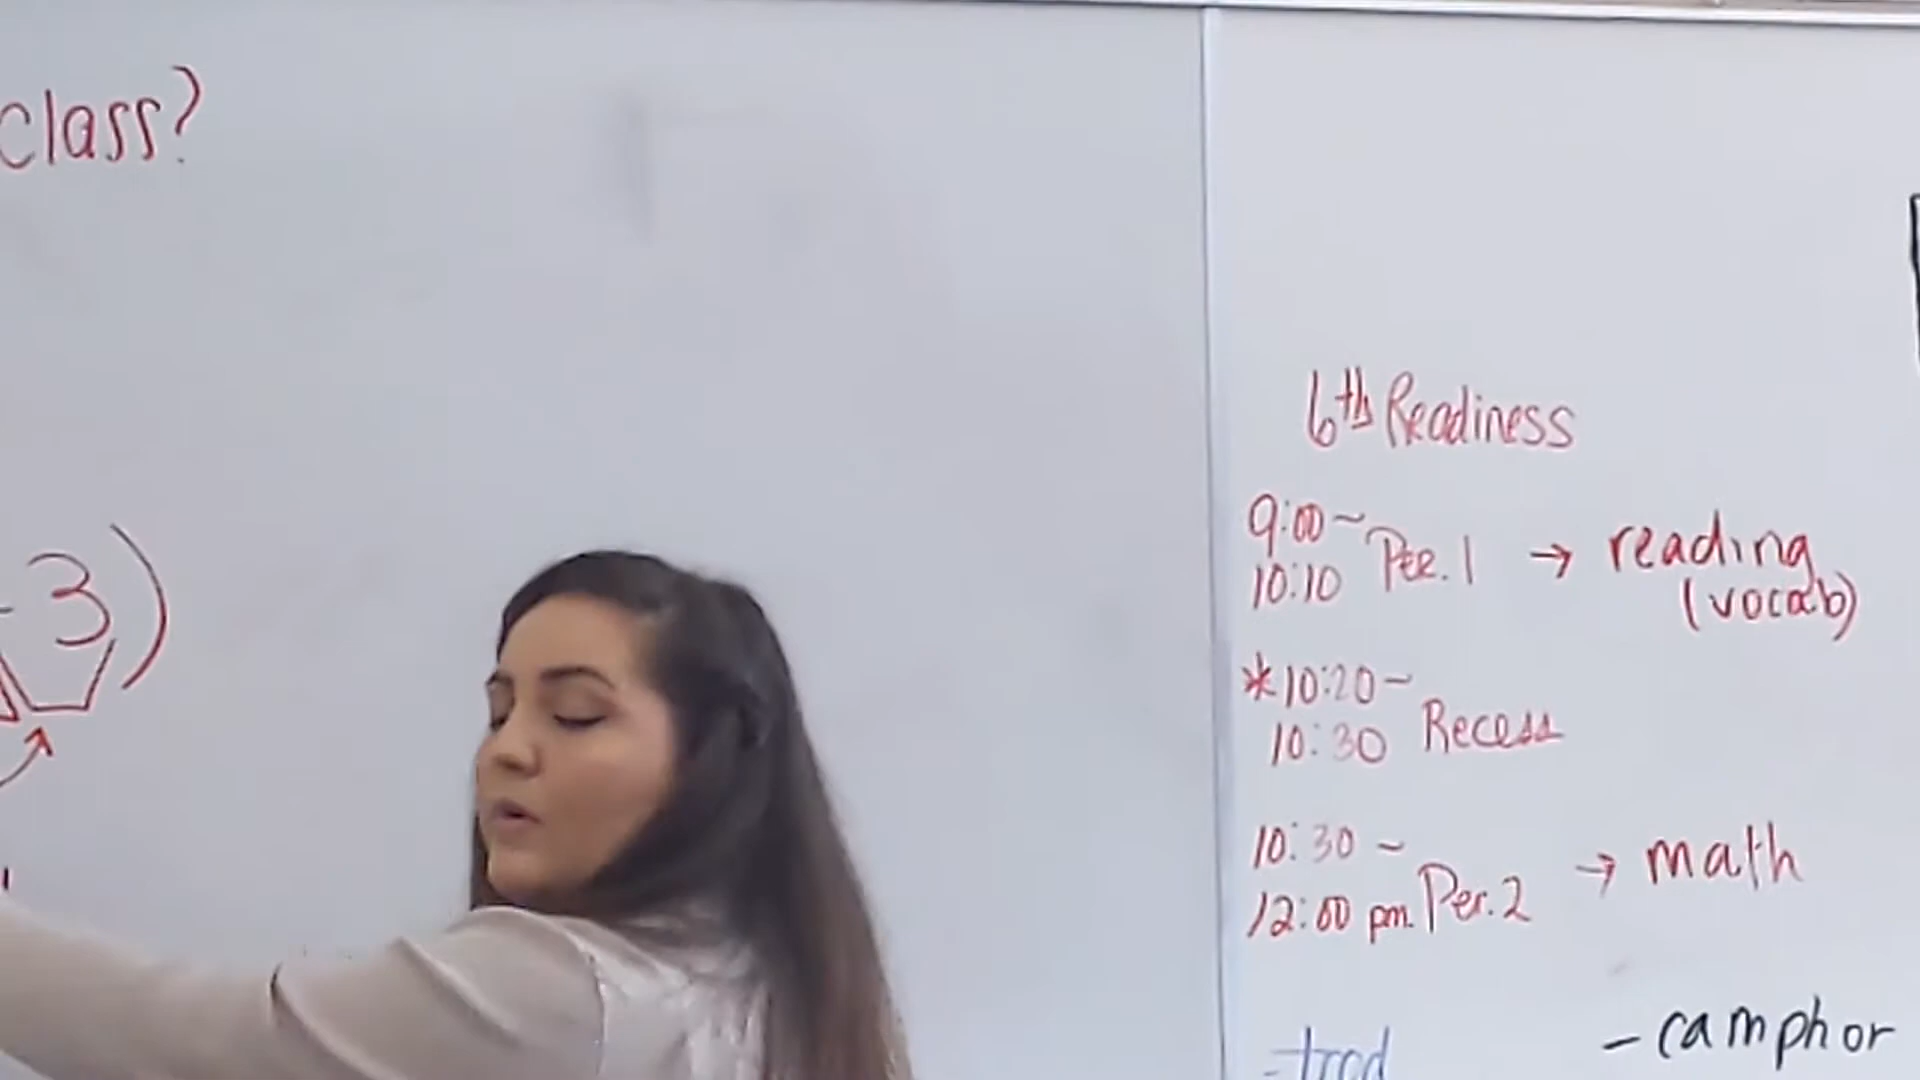 class?
- 3)
6th Readiness
9:00 ~
10:10 Per. 1 → reading
(vocab)
*10:20 ~
10:30 Recess
10:30 ~
12:00 pm. Per. 2 → math
- trod
- camphor